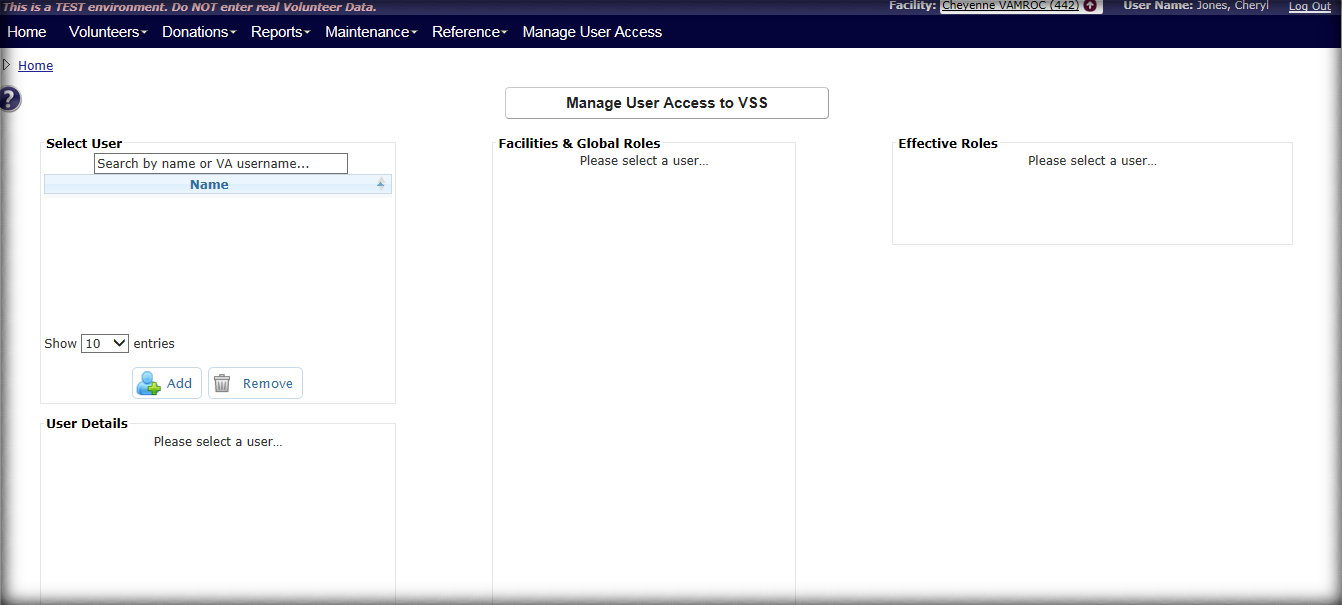 This is a TEST environment. Do NOT enter real Volunteer Data.
Facility: Cheyenne VAMROC (442) User Name: Jones, Cheryl Log Out
Home Volunteers Donations Reports Maintenance Reference Manage User Access
Home
?
Manage User Access to VSS
Select User
Search by name or VA username...
Name
Show 10 entries
Add Remove
User Details
Please select a user...
Facilities & Global Roles
Please select a user...
Effective Roles
Please select a user...